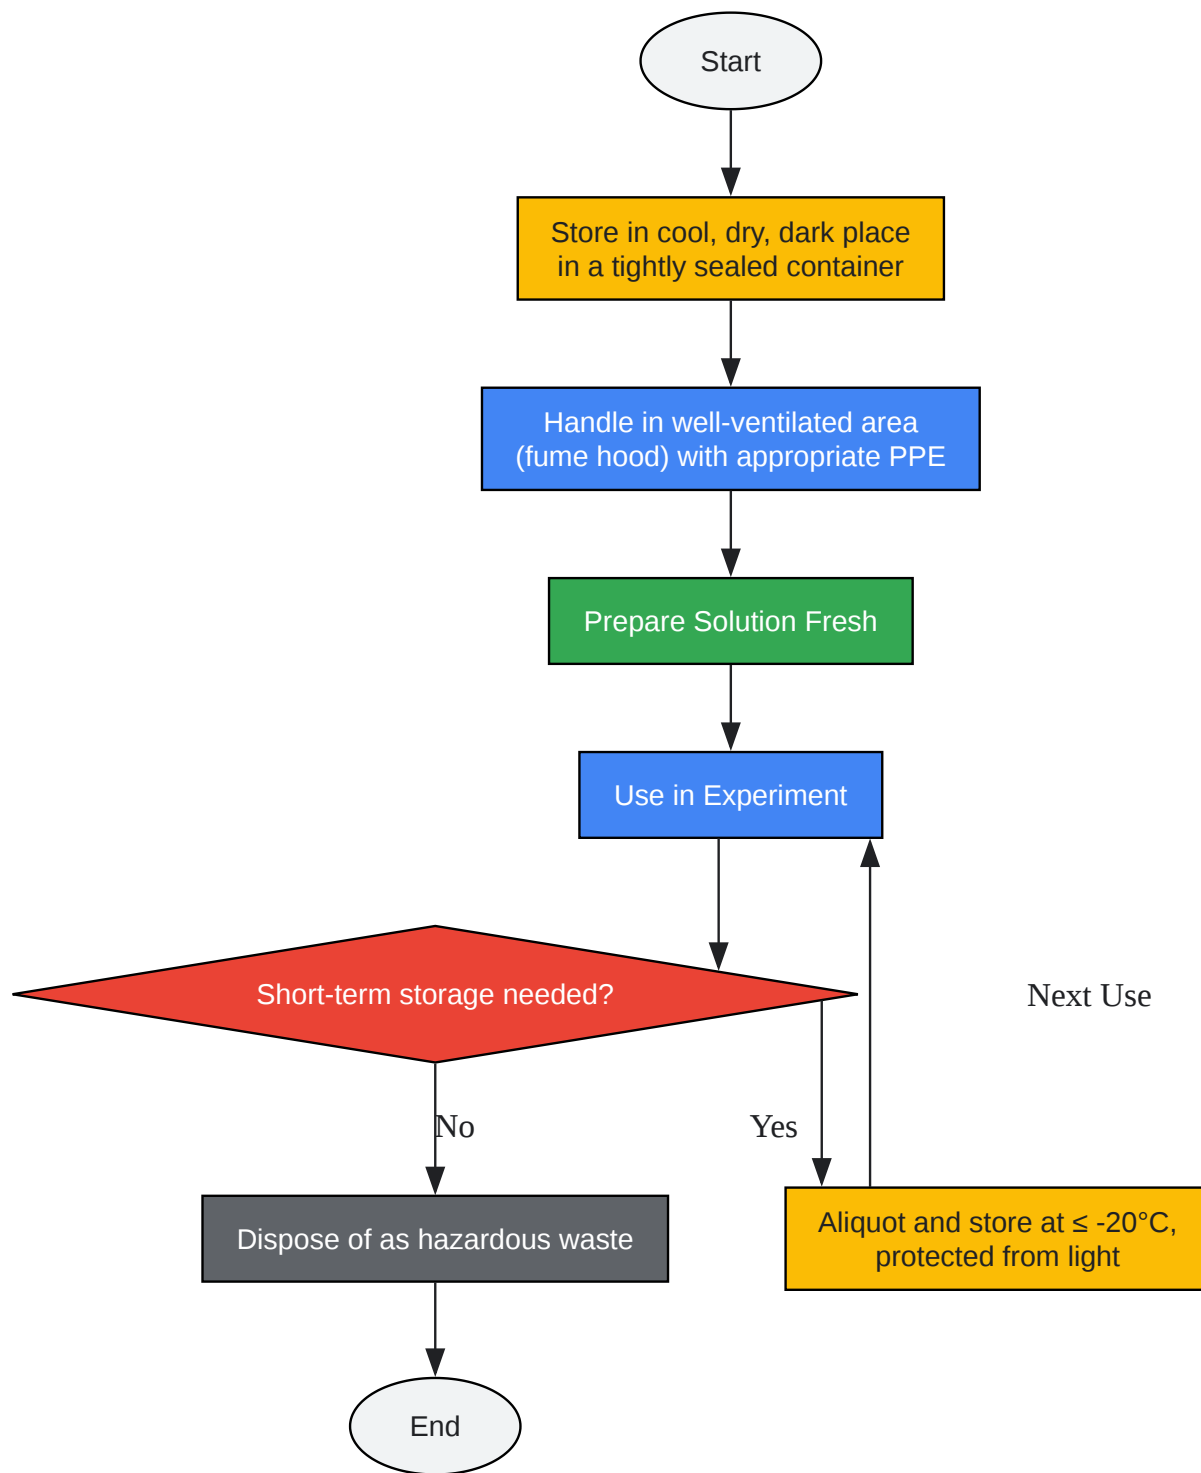 Start
Store in cool, dry, dark place
in a tightly sealed container
Handle in well-ventilated area
(fume hood) with appropriate PPE
Prepare Solution Fresh
Use in Experiment
Short-term storage needed?
Next Use
No
Yes
Dispose of as hazardous waste
Aliquot and store at ≤ -20°C,
protected from light
End